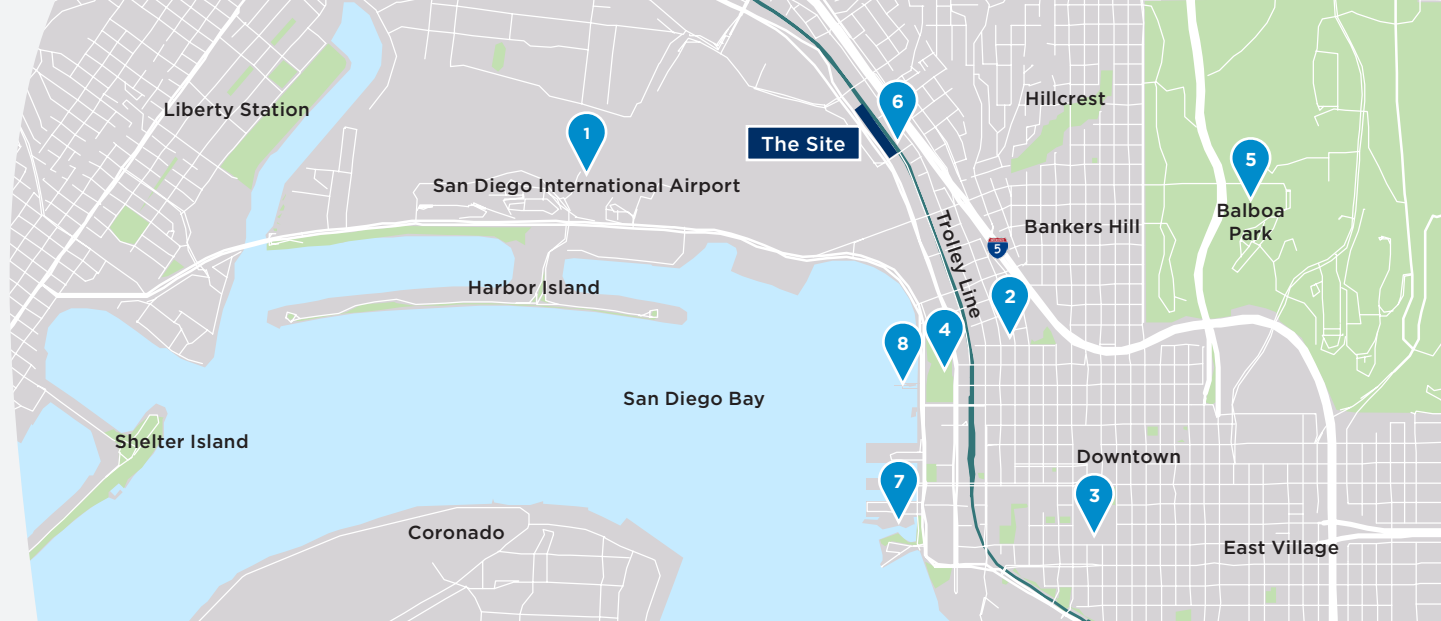 Hillcrest
6
Liberty Station
1
The Site
5
San Diego International Airport
Balboa
Park
Bankers Hill
Trolley Line
5
Harbor Island
2
4
8
San Diego Bay
Shelter Island
Downtown
7
3
Coronado
East Village